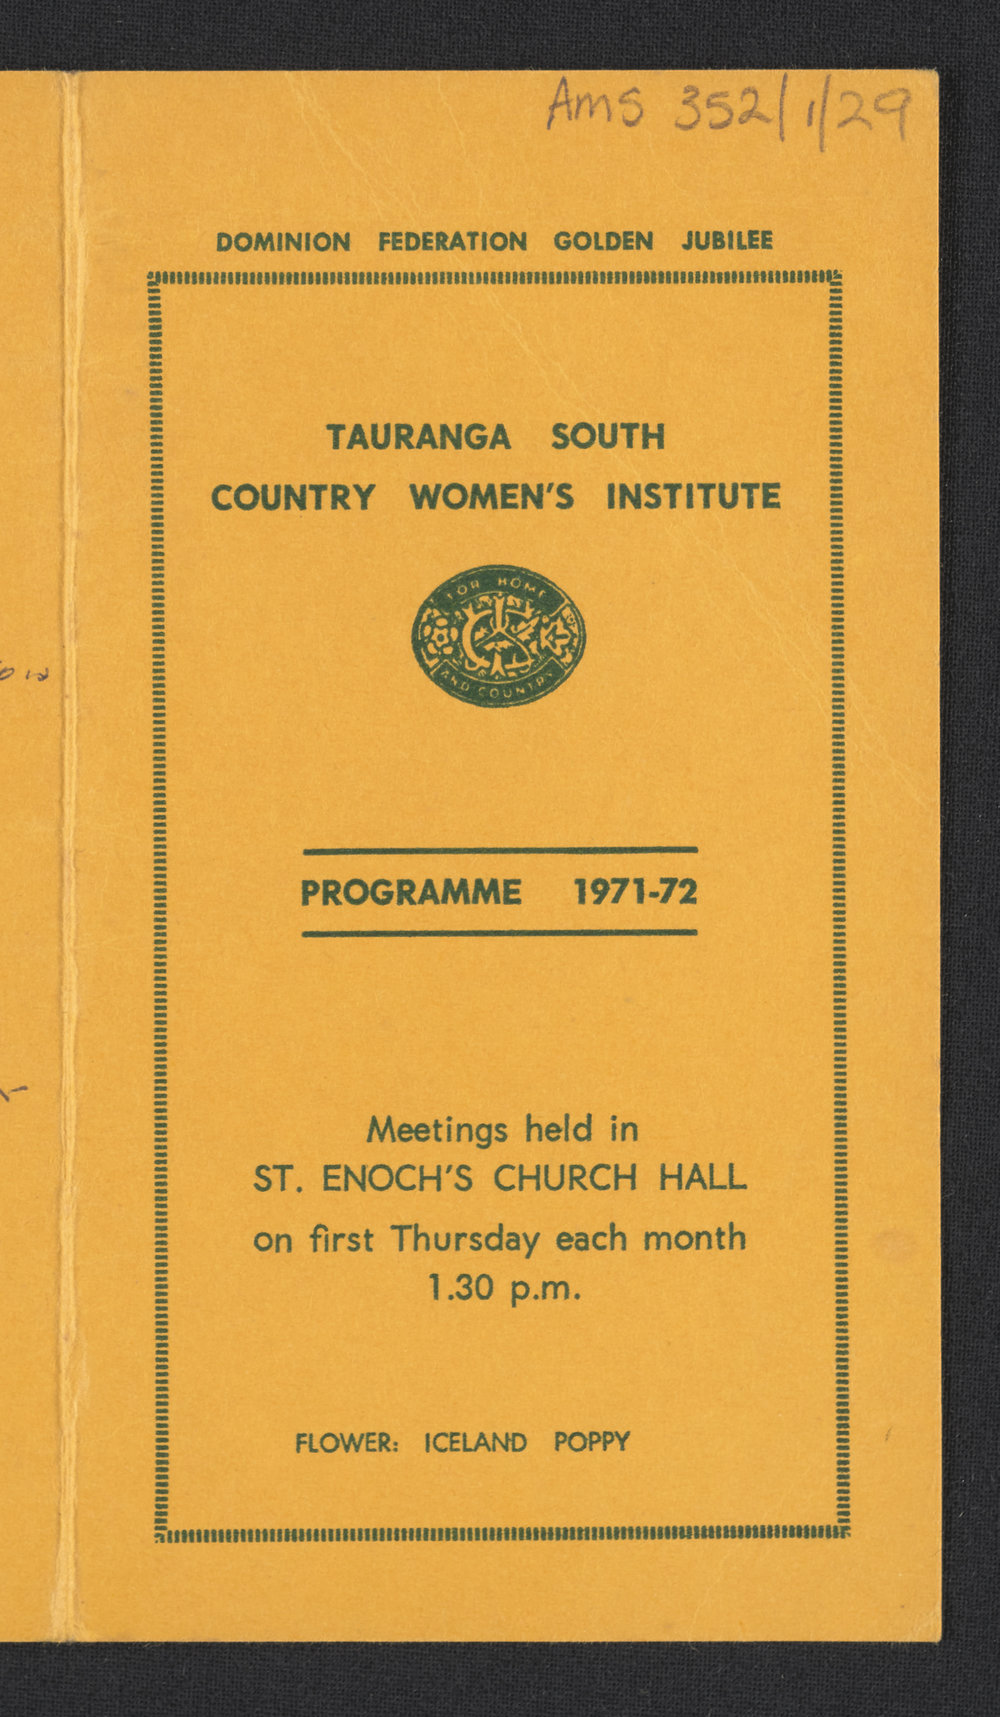 Ams 352/1/29
DOMINION FEDERATION GOLDEN JUBILEE
TAURANGA SOUTH
COUNTRY WOMEN'S INSTITUTE
FOR HOME
AND COUNTRY
PROGRAMME 1971-72
Meetings held in
ST. ENOCH'S CHURCH HALL
on first Thursday each month
1.30 p.m.
FLOWER: ICELAND POPPY